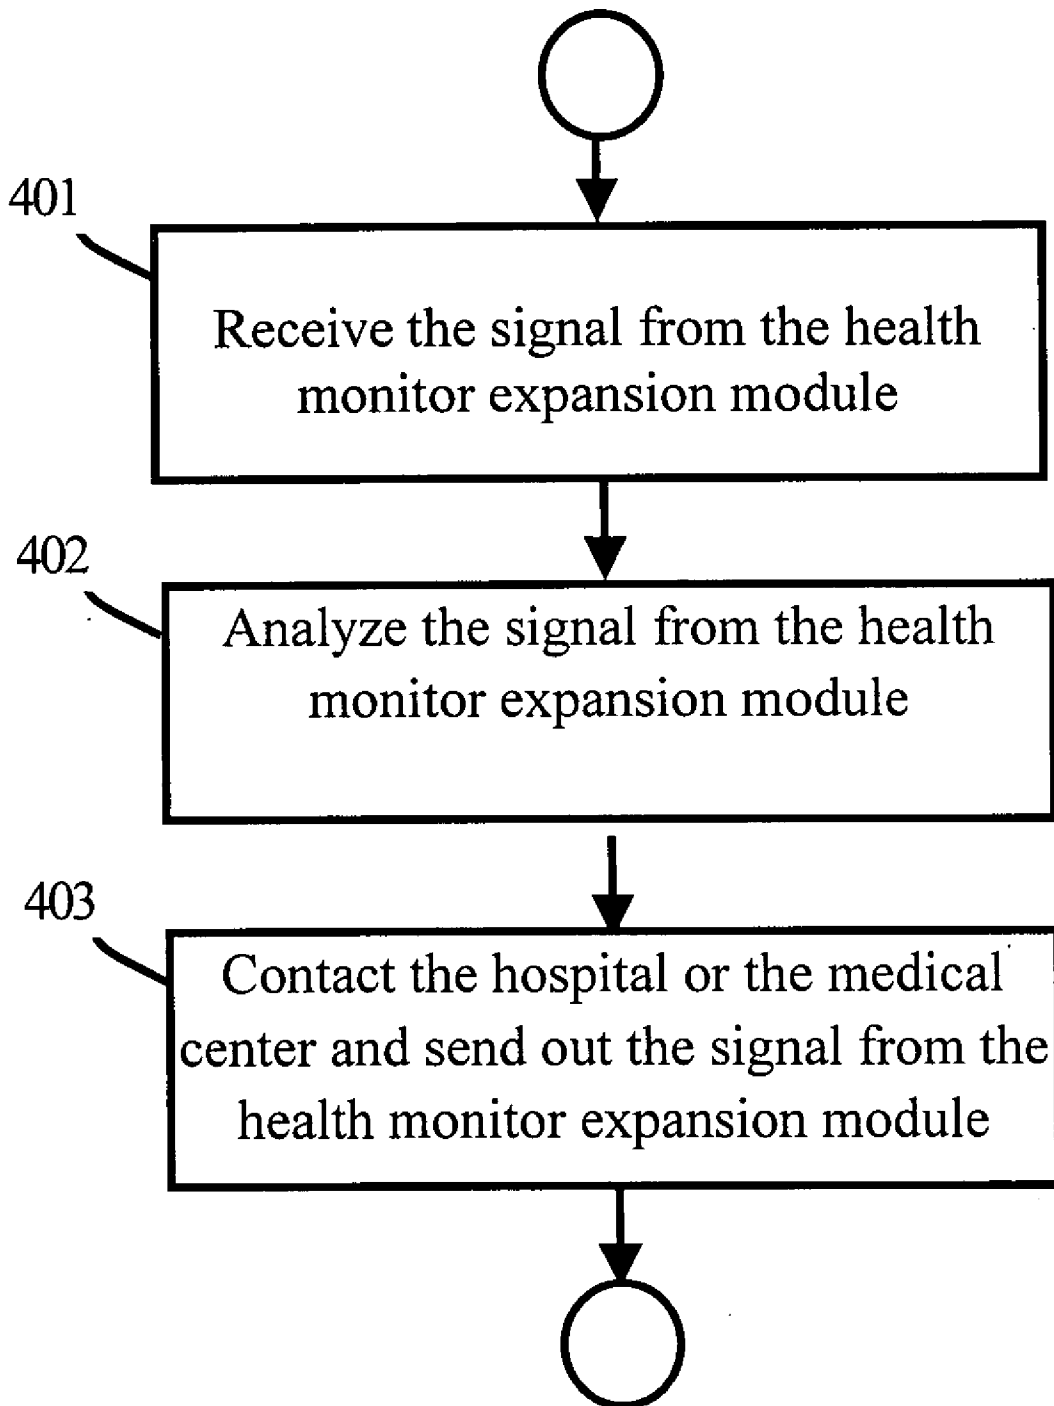 401
Receive the signal from the health
monitor expansion module
402
Analyze the signal from the health
monitor expansion module
403
Contact the hospital or the medical
center and send out the signal from the
health monitor expansion module